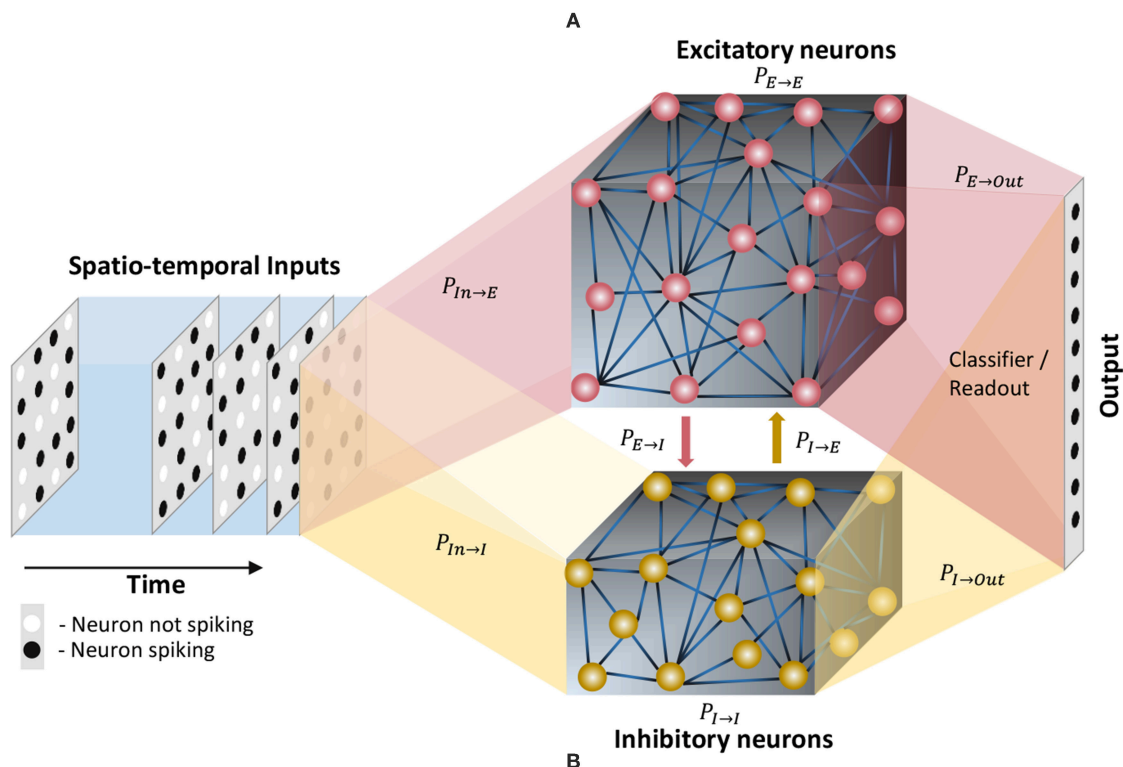 A
Excitatory neurons
P_{E→E}
P_{E→Out}
Spatio-temporal Inputs
P_{In→E}
Classifier /
Readout
Output
P_{E→I}
P_{I→E}
P_{In→I}
P_{I→Out}
Time
- Neuron not spiking
- Neuron spiking
P_{I→I}
Inhibitory neurons
B